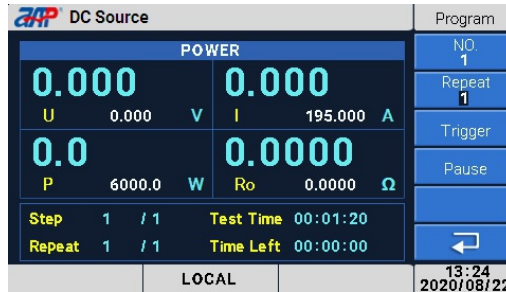 AAP DC Source
Program
POWER
NO.
1
0.000
0.000
Repeat
1
U 0.000 V
I 195.000 A
Trigger
0.0
0.0000
Pause
P 6000.0 W
Ro 0.0000 Ω
Step 1 / 1 Test Time 00:01:20
Repeat 1 / 1 Time Left 00:00:00
LOCAL
13:24
2020/08/22